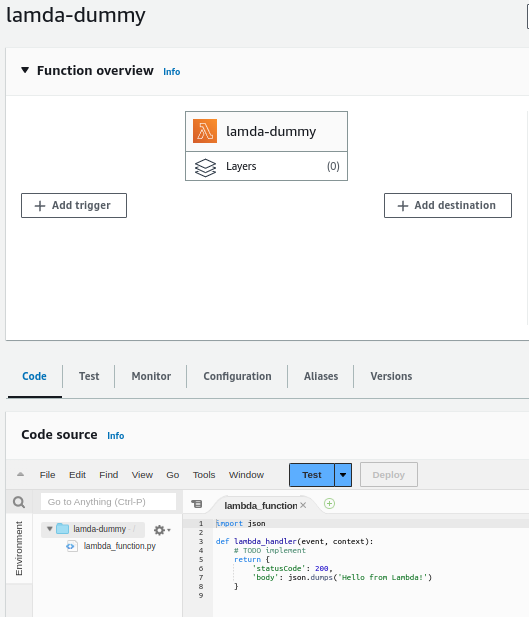 lamda-dummy
Function overview Info
lamda-dummy
Layers (0)
Add trigger
Add destination
Code Test Monitor Configuration Aliases Versions
Code source Info
File Edit Find View Go Tools Window Test Deploy
Go to Anything (Ctrl-P) lambda_function
Environment
lamda-dummy - /
lambda_function.py
1 import json
2
3 def lambda_handler(event, context):
4 # TODO implement
5 return {
6 'statusCode': 200,
7 'body': json.dumps('Hello from Lambda!')
8 }
9